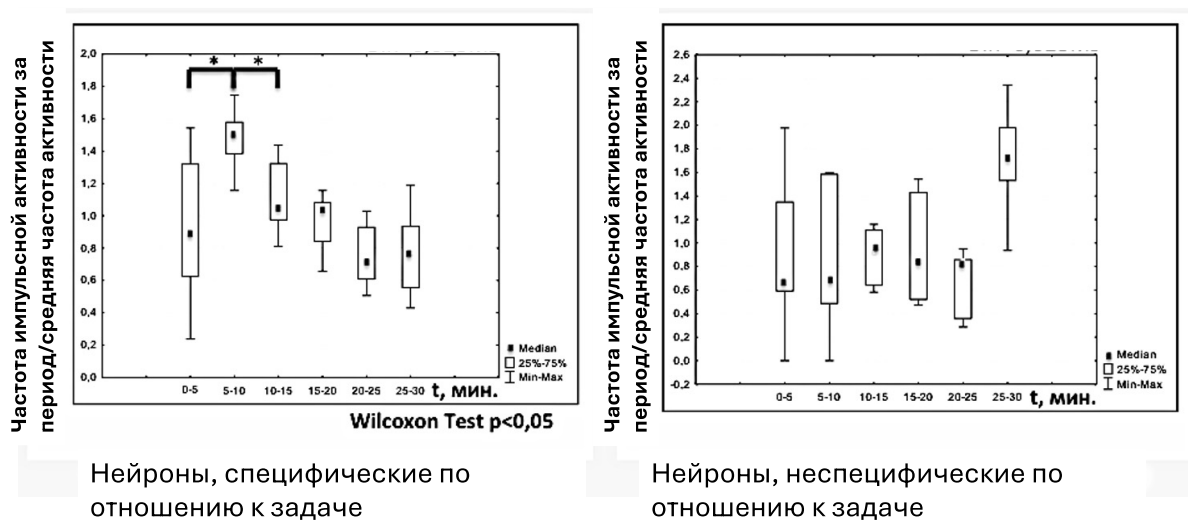 Частота импульсной активности за
период/средняя частота активности
2,0
1,8
1,6
1,4
1,2
1,0
0,8
0,6
0,4
0,2
0,0
* *
0-5 5-10 10-15 15-20 20-25 25-30 t, мин.
Median
25%-75%
Min-Max
Wilcoxon Test p<0,05
Нейроны, специфические по
отношению к задаче
Частота импульсной активности за
период/средняя частота активности
2,6
2,4
2,2
2,0
1,8
1,6
1,4
1,2
1,0
0,8
0,6
0,4
0,2
0,0
-0,2
0-5 5-10 10-15 15-20 20-25 25-30 t, мин.
Median
25%-75%
Min-Max
Нейроны, неспецифические по
отношению к задаче